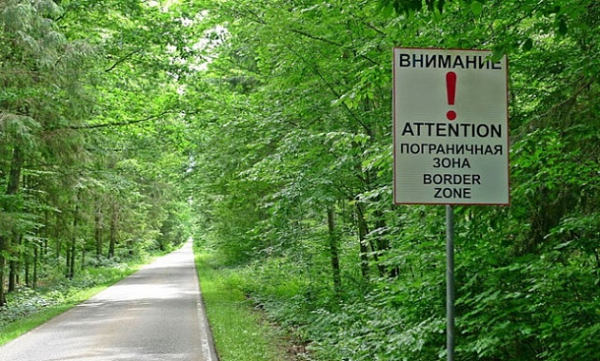 ВНИМАНИЕ
!
ATTENTION
ПОГРАНИЧНАЯ
ЗОНА
BORDER
ZONE